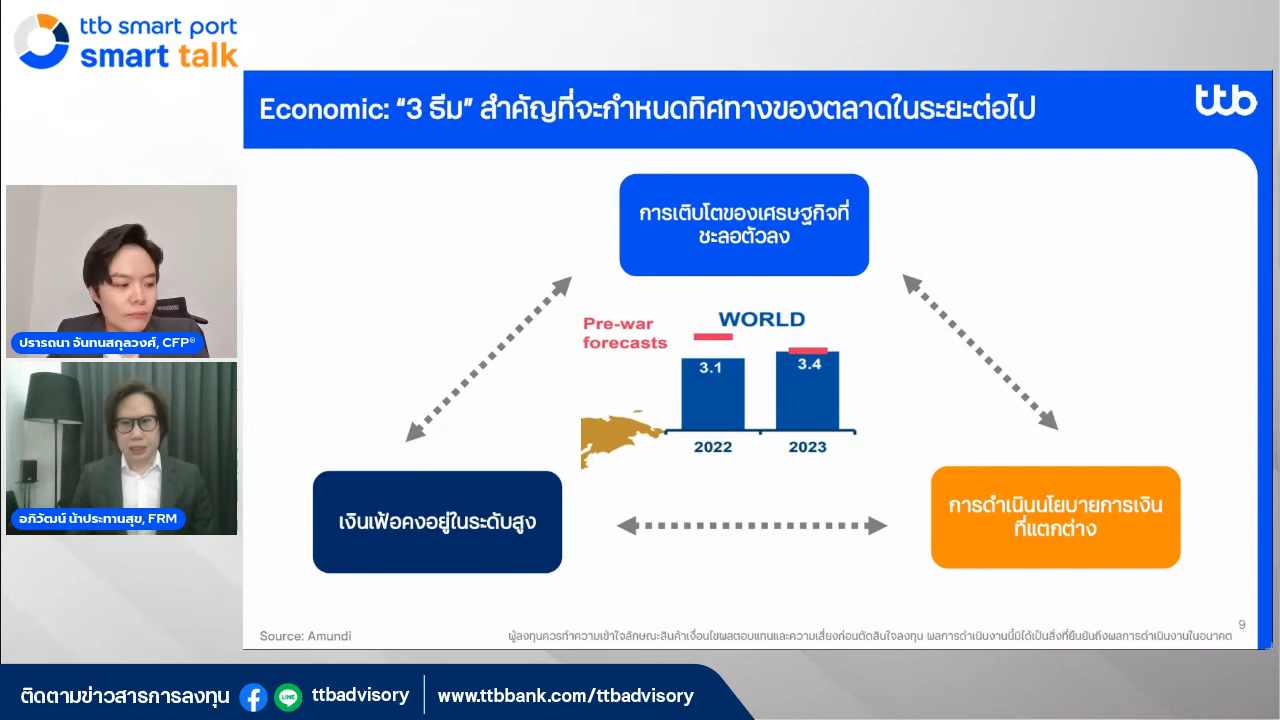 ttb smart port
smart talk
Economic: “3 ธีม” สำคัญที่จะกำหนดทิศทางของตลาดในระยะต่อไป
ttb
การเติบโตของเศรษฐกิจที่
ชะลอตัวลง
Pre-war
forecasts
WORLD
3.1
3.4
2022
2023
ปรารถนา จันทนสกุลวงศ์, CFP®
อภิวัฒน์ น้าประทานสุข, FRM
เงินเฟ้อคงอยู่ในระดับสูง
การดำเนินนโยบายการเงิน
ที่แตกต่าง
Source: Amundi
ผู้ลงทุนควรทำความเข้าใจลักษณะสินค้าเงื่อนไขผลตอบแทนและความเสี่ยงก่อนตัดสินใจลงทุน ผลการดำเนินงานนี้มิได้เป็นสิ่งที่ยืนยันถึงผลการดำเนินงานในอนาคต
9
ติดตามข่าวสารการลงทุน
LINE
ttbadvisory
www.ttbbank.com/ttbadvisory